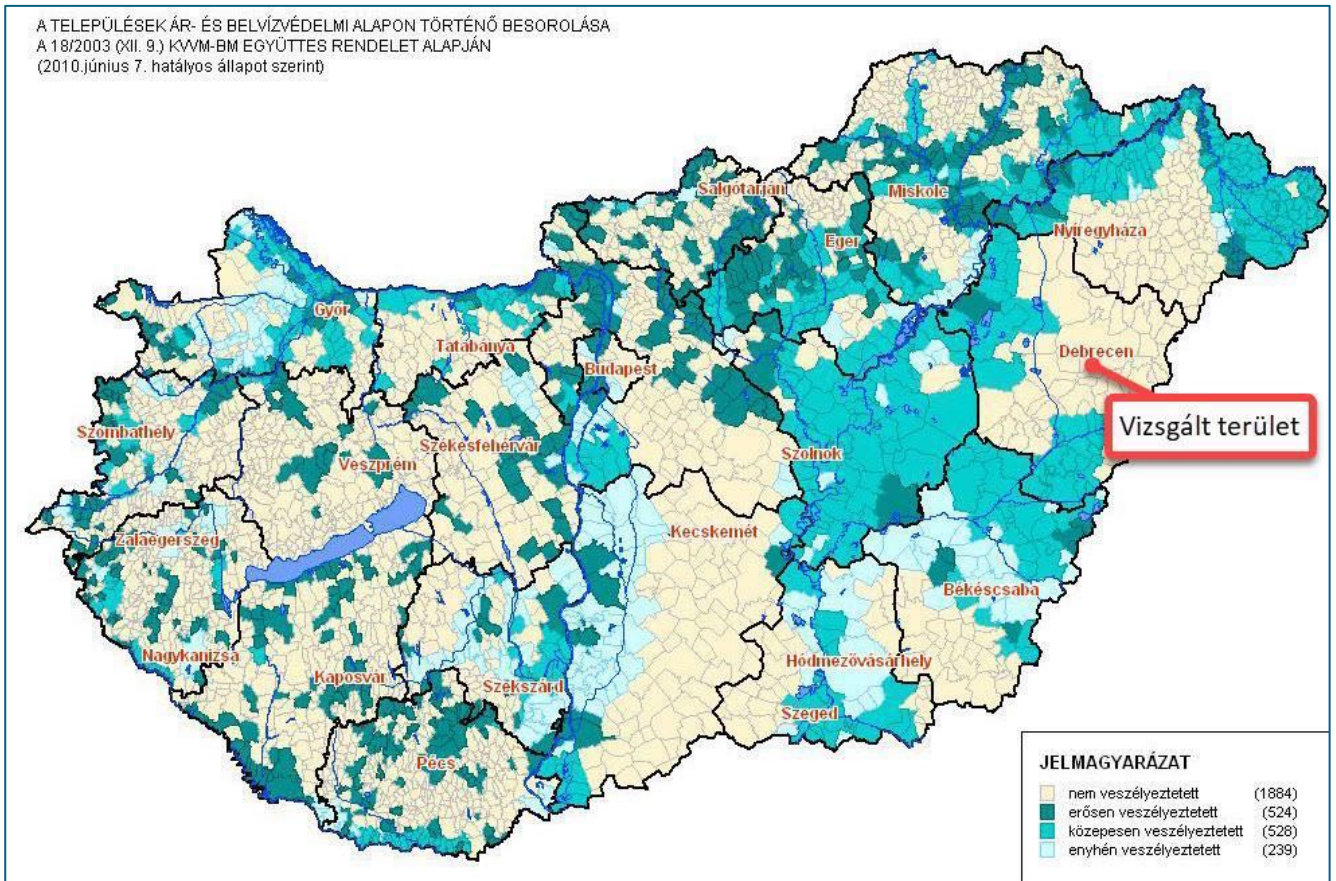 A TELEPÜLÉSEK ÁR- ÉS BELVÍZVÉDELMI ALAPON TÖRTÉNŐ BESOROLÁSA
A 18/2003 (XII. 9.) KVVM-BM EGYÜTTES RENDELET ALAPJÁN
(2010.június 7. hatályos állapot szerint)
Salgótarján
Miskolc
Eger
Nyíregyháza
Győr
Tatabánya
Budapest
Debrecen
Vizsgált terület
Szombathely
Székesfehérvár
Veszprém
Szolnok
Zalaegerszeg
Kecskemét
Békéscsaba
Nagykanizsa
Kaposvár
Székszárd
Hódmezővásárhely
Szeged
Pécs
JELMAGYARÁZAT
nem veszélyeztetett (1884)
erősen veszélyeztetett (524)
közepesen veszélyeztetett (528)
enyhén veszélyeztetett (239)